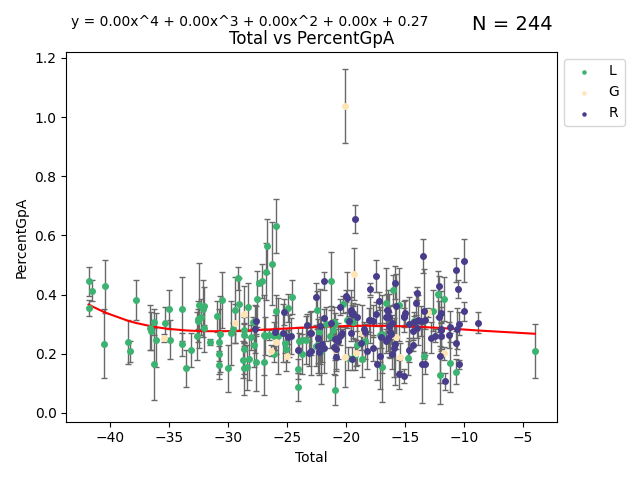 y = 0.00x^4 + 0.00x^3 + 0.00x^2 + 0.00x + 0.27
N = 244
Total vs PercentGpA
1.2
1.0
0.8
0.6
0.4
0.2
0.0
PercentGpA
−40 −35 −30 −25 −20 −15 −10 −5
Total
L
G
R